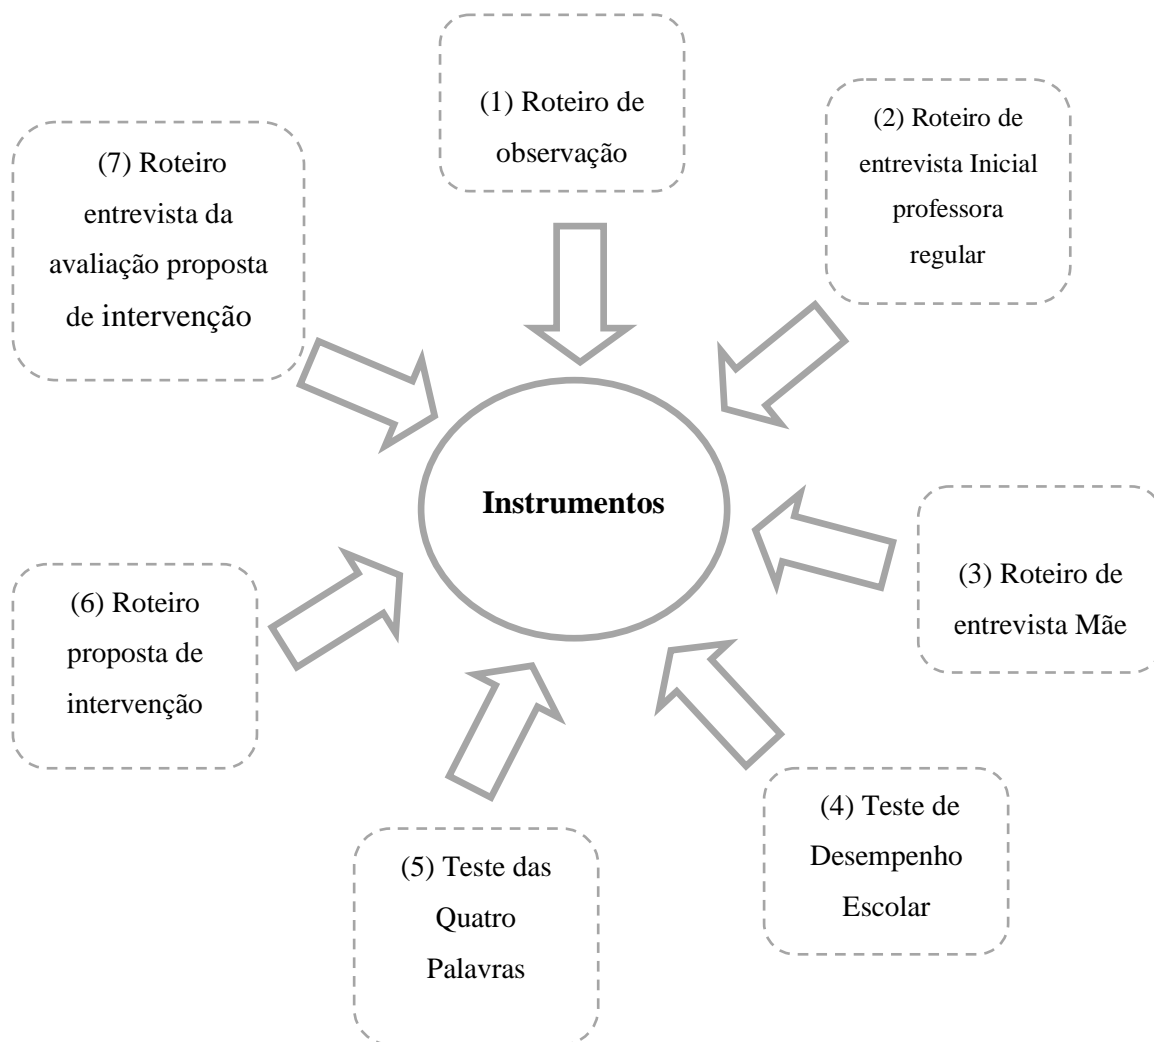 (1) Roteiro de
observação
(2) Roteiro de
entrevista Inicial
professora
regular
(3) Roteiro de
entrevista Mãe
(4) Teste de
Desempenho
Escolar
(5) Teste das
Quatro
Palavras
(6) Roteiro
proposta de
intervenção
(7) Roteiro
entrevista da
avaliação proposta
de intervenção
Instrumentos